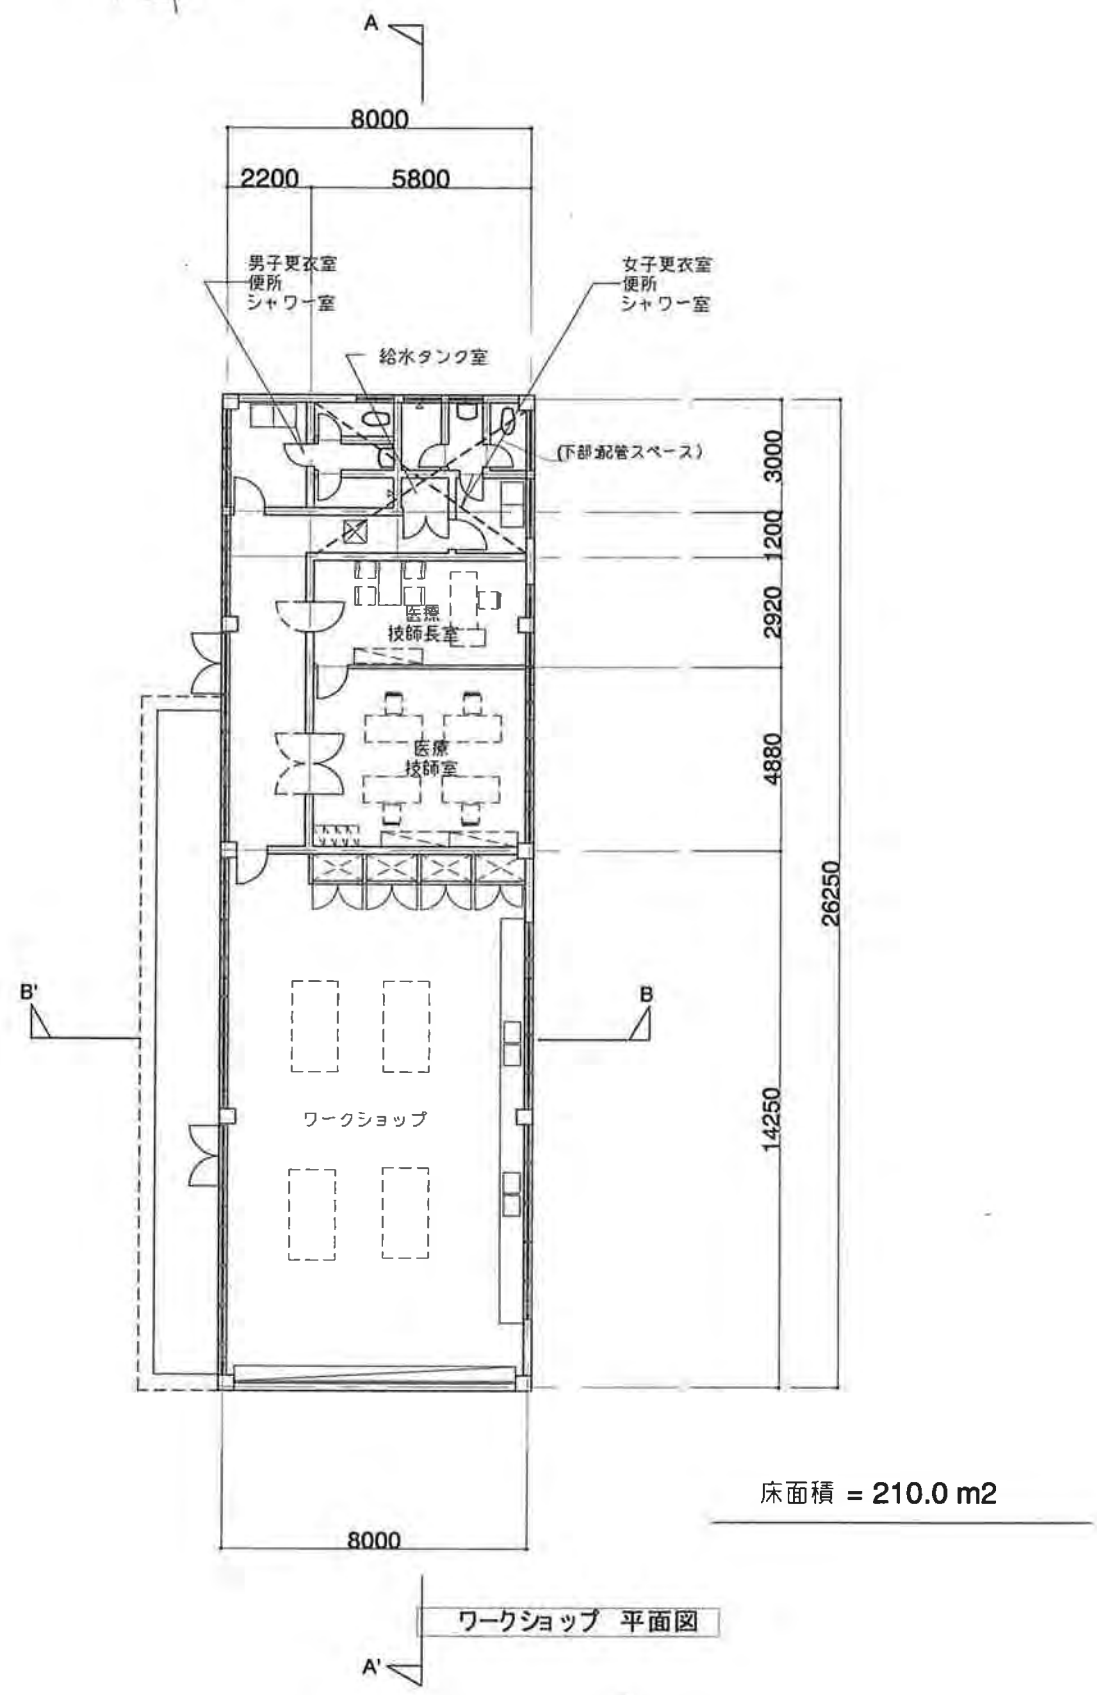 A
8000
2200
5800
男子更衣室
便所
シャワー室
女子更衣室
便所
シャワー室
給水タンク室
(下部配管スペース)
3000
1200
2920
4880
14250
26250
医療
技師長室
医療
技師室
B'
B
ワークショップ
床面積 = 210.0 m2
8000
ワークショップ 平面図
A'